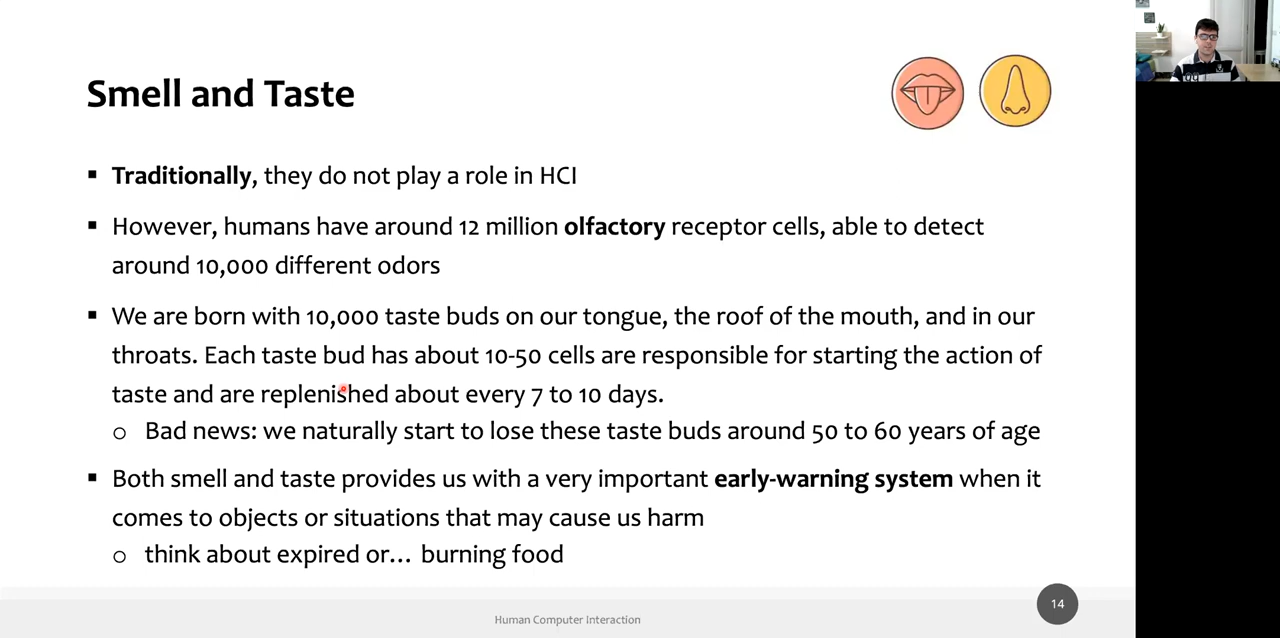 Smell and Taste
▪ Traditionally, they do not play a role in HCI
▪ However, humans have around 12 million olfactory receptor cells, able to detect
around 10,000 different odors
▪ We are born with 10,000 taste buds on our tongue, the roof of the mouth, and in our
throats. Each taste bud has about 10-50 cells are responsible for starting the action of
taste and are replenished about every 7 to 10 days.
o Bad news: we naturally start to lose these taste buds around 50 to 60 years of age
▪ Both smell and taste provides us with a very important early-warning system when it
comes to objects or situations that may cause us harm
o think about expired or… burning food
Human Computer Interaction
14